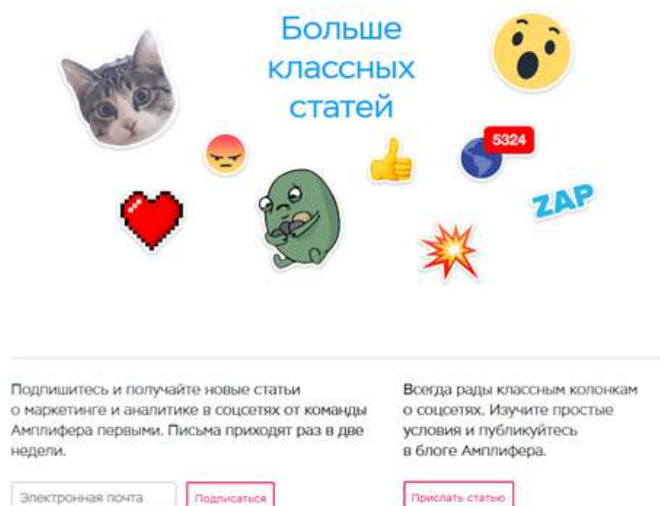 Больше
классных
статей
5324
ZAP
Подпишитесь и получайте новые статьи
о маркетинге и аналитике в соцсетях от команды
Амплифера первыми. Письма приходят раз в две
недели.
Электронная почта
Подписаться
Всегда рады классным колонкам
о соцсетях. Изучите простые
условия и публикуйтесь
в блоге Амплифера.
Прислать статью